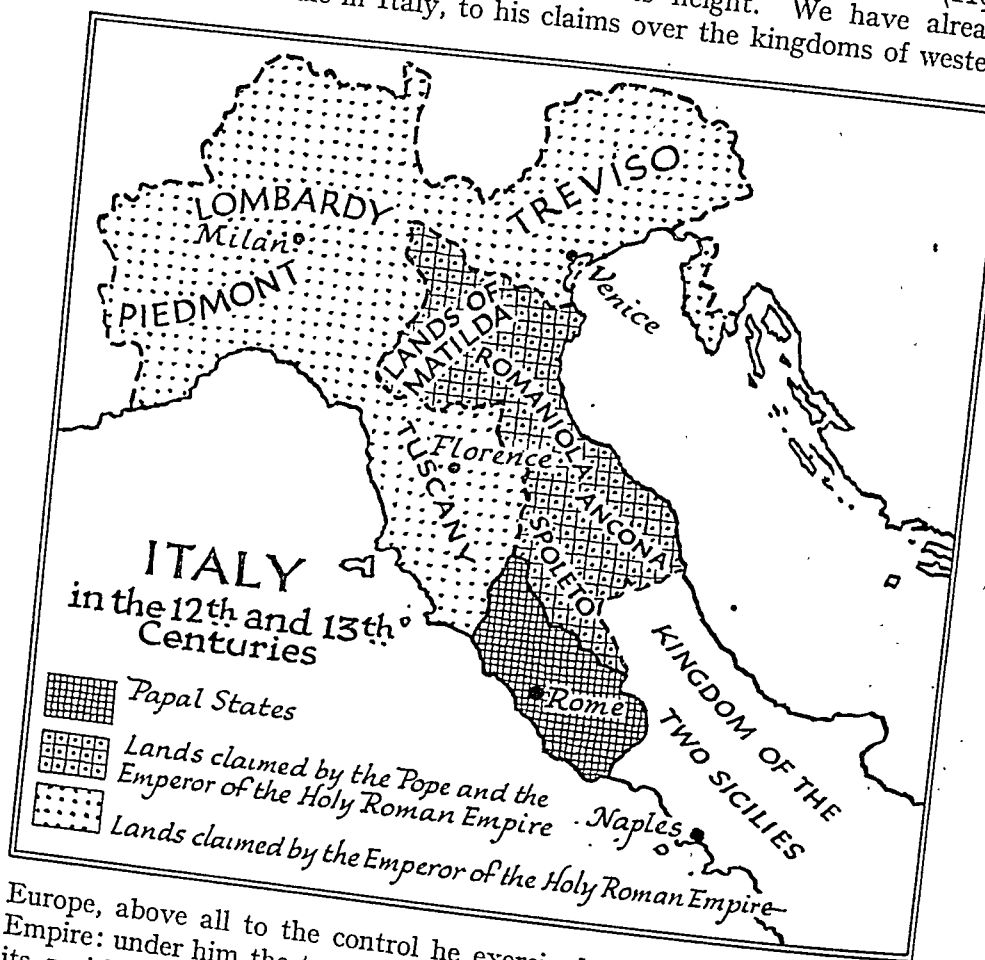 in Italy, to his claims over the kingdoms of weste
height. We have alrea
LOMBARDY
Milan
PIEDMONT
TREVISO
Venice
LANDS OF
MATILDA
ROMANIOLA
TUSCANY
Florence
ANCONA
SPOLETO
ITALY
in the 12th and 13th
Centuries
Rome
KINGDOM OF THE
TWO SICILIES
Naples
Papal States
Lands claimed by the Pope and the
Emperor of the Holy Roman Empire
Lands claimed by the Emperor of the Holy Roman Empire
Europe, above all to the control he
Empire: under him the
its